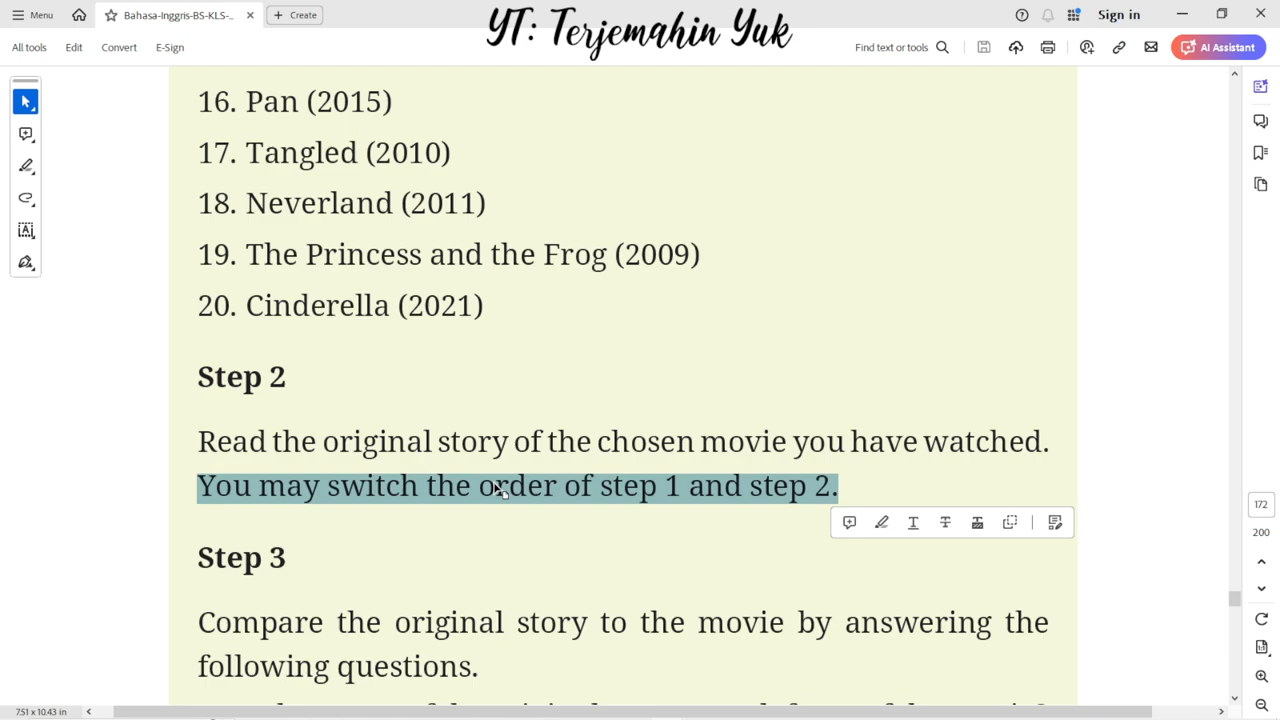 Menu
Bahasa-Inggris-BS-KLS-...
Create
YT: Terjemahin Yuk
Sign in
All tools
Edit
Convert
E-Sign
Find text or tools
AI Assistant
16. Pan (2015)
17. Tangled (2010)
18. Neverland (2011)
19. The Princess and the Frog (2009)
20. Cinderella (2021)
Step 2
Read the original story of the chosen movie you have watched.
You may switch the order of step 1 and step 2.
Step 3
Compare the original story to the movie by answering the
following questions.
172
200
7.51 x 10.43 in